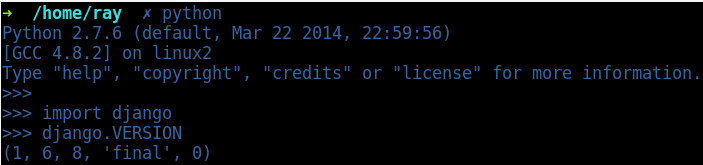 ➜  /home/ray  ✗ python
Python 2.7.6 (default, Mar 22 2014, 22:59:56)
[GCC 4.8.2] on linux2
Type "help", "copyright", "credits" or "license" for more information.
>>>
>>> import django
>>> django.VERSION
(1, 6, 8, 'final', 0)